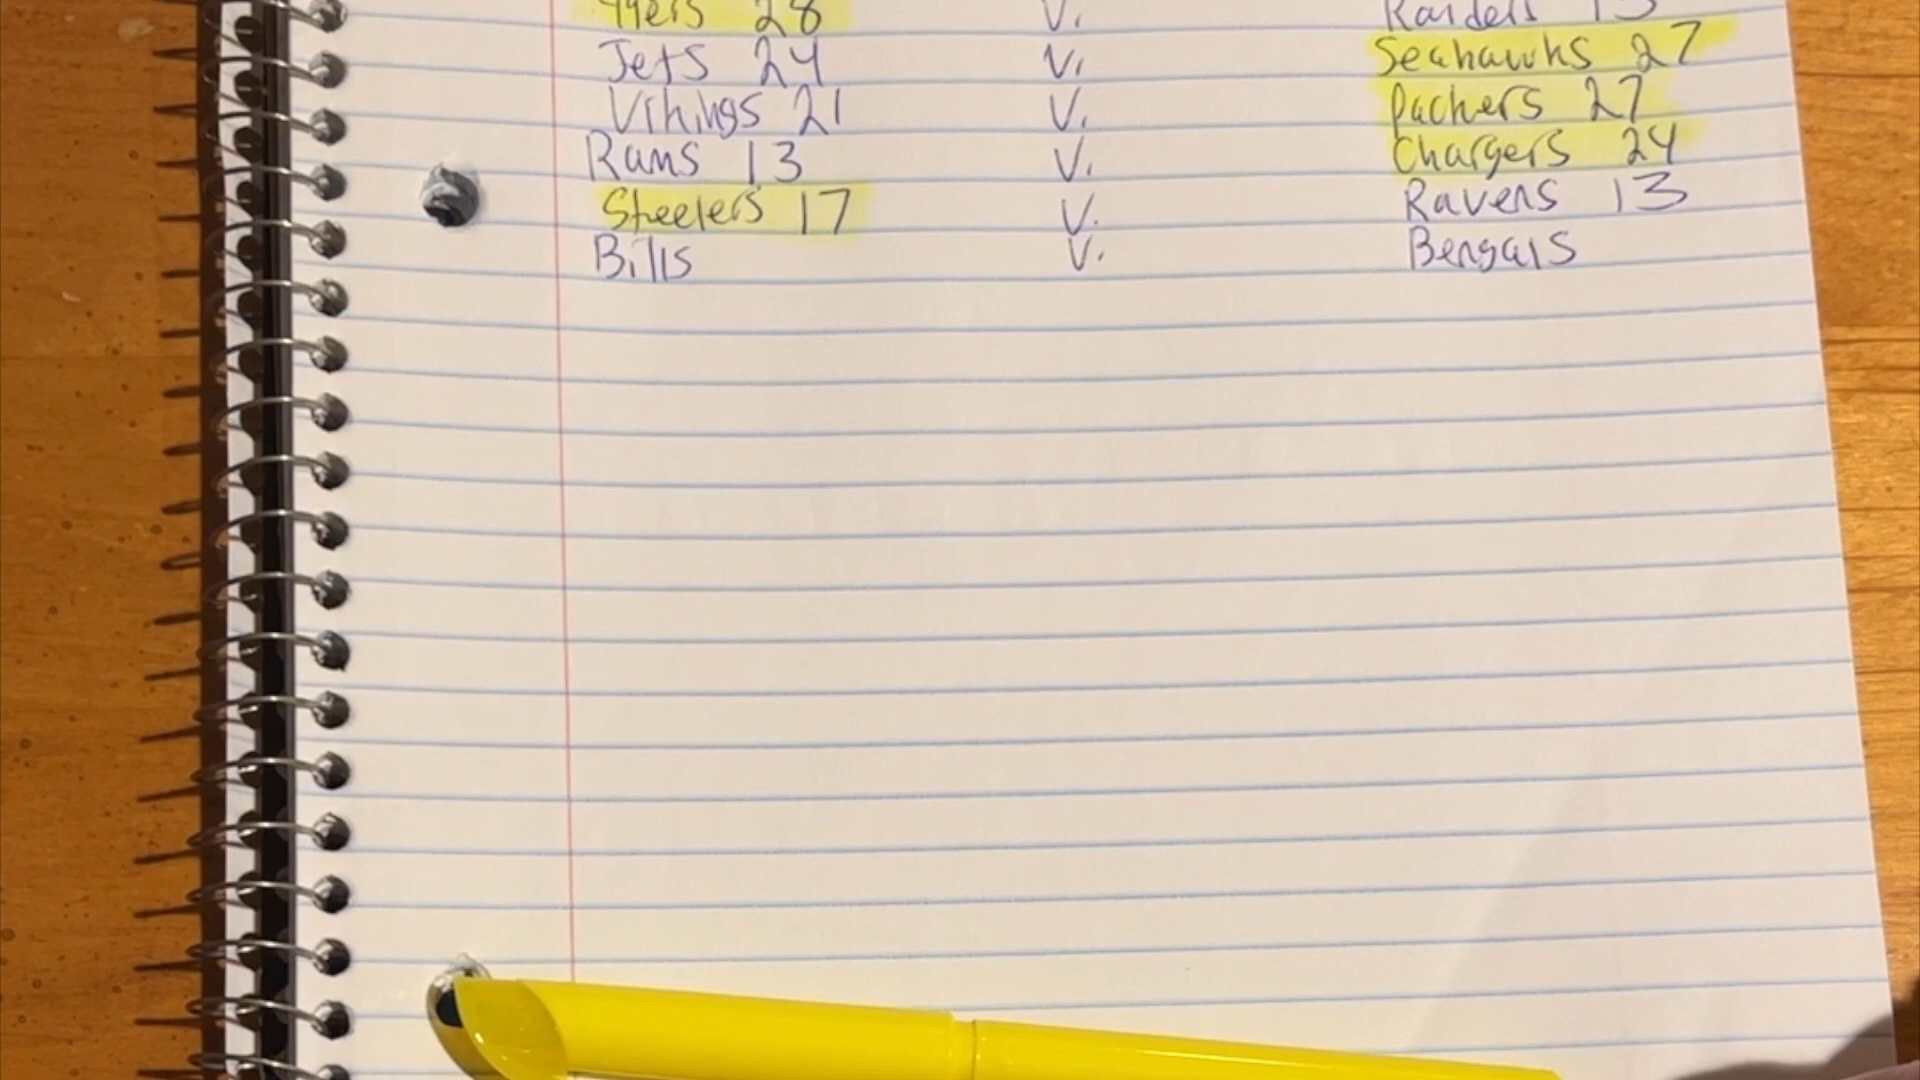 49ers 28 V. Raiders 13
Jets 24 V. Seahawks 27
Vikings 21 V. Packers 27
Rams 13 V. Chargers 24
Steelers 17 V. Ravens 13
Bills V. Bengals